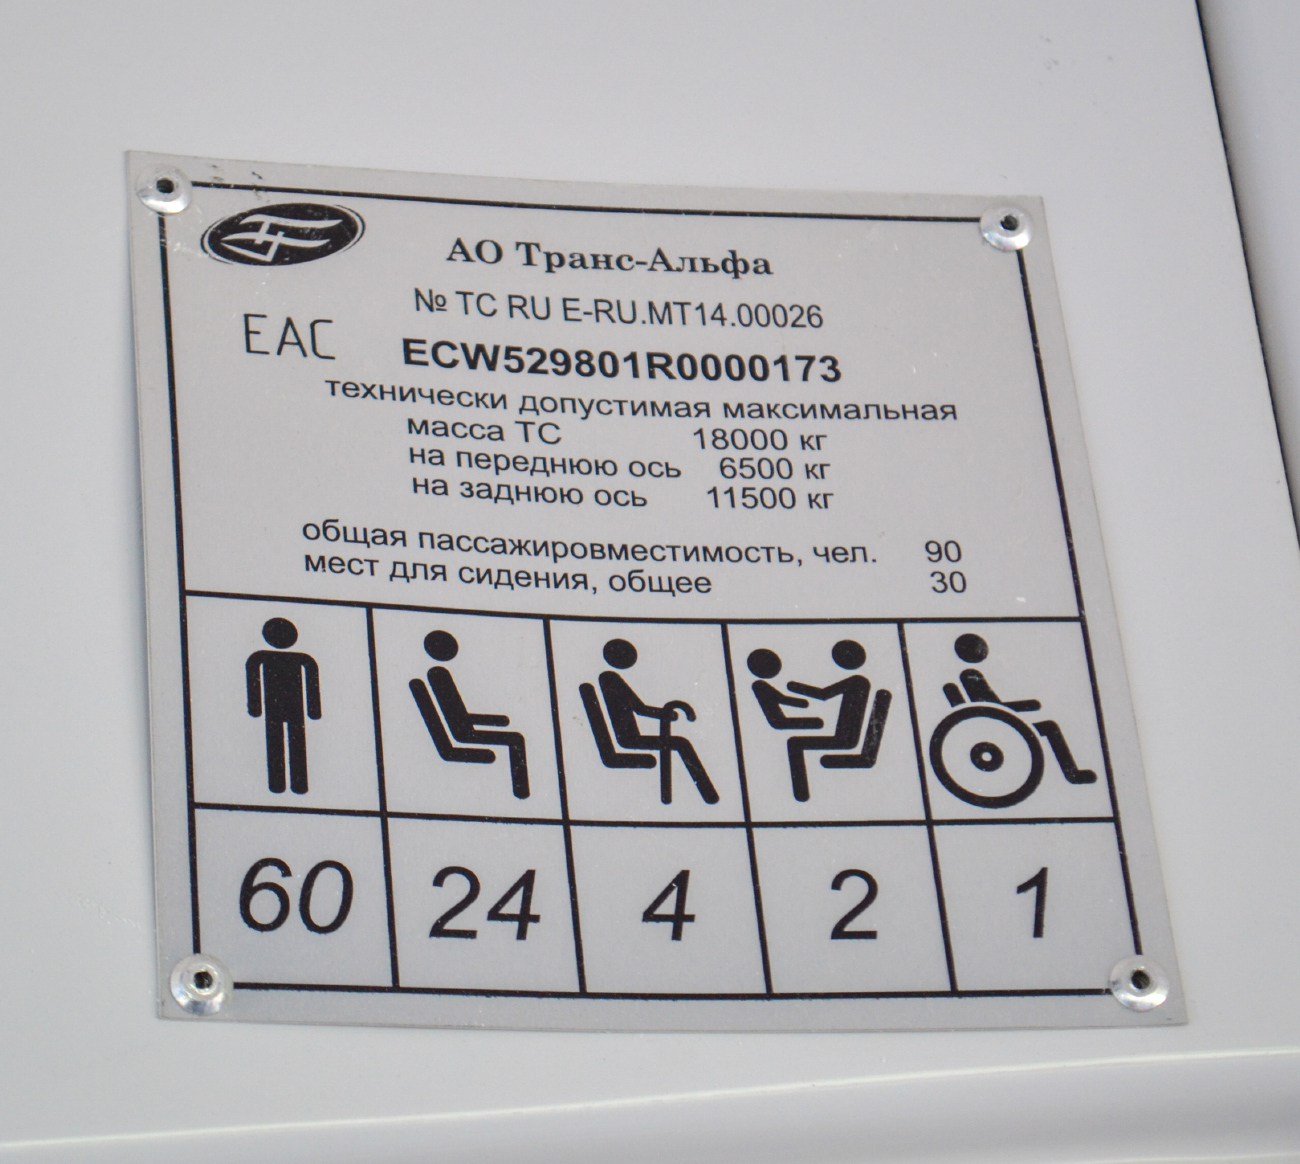 АО Транс-Альфа
№ ТС RU E-RU.МТ14.00026
ЕАС
ECW529801R0000173
технически допустимая максимальная
масса ТС 18000 кг
на переднюю ось 6500 кг
на заднюю ось 11500 кг
общая пассажировместимость, чел. 90
мест для сидения, общее 30
60 24 4 2 1